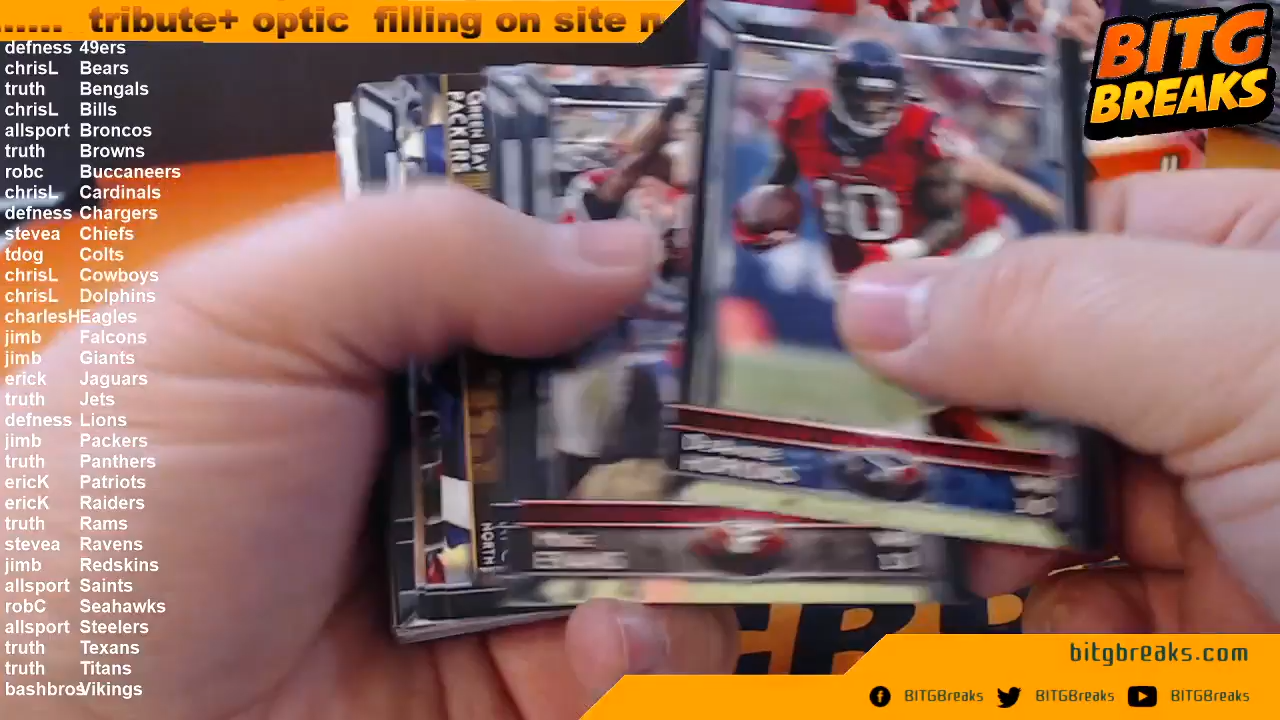 ...... tribute+ optic filling on site n
BITG
BREAKS
defness 49ers
chrisL Bears
truth Bengals
chrisL Bills
allsport Broncos
truth Browns
robc Buccaneers
chrisL Cardinals
defness Chargers
stevea Chiefs
tdog Colts
chrisL Cowboys
chrisL Dolphins
charlesH Eagles
jimb Falcons
jimb Giants
erick Jaguars
truth Jets
defness Lions
jimb Packers
truth Panthers
ericK Patriots
ericK Raiders
truth Rams
stevea Ravens
jimb Redskins
allsport Saints
robC Seahawks
allsport Steelers
truth Texans
truth Titans
bashbros Vikings
GREEN BAY
PACKERS
NORTH
10
MIKE
EVANS
bitgbreaks.com
BITGBreaks BITGBreaks BITGBreaks